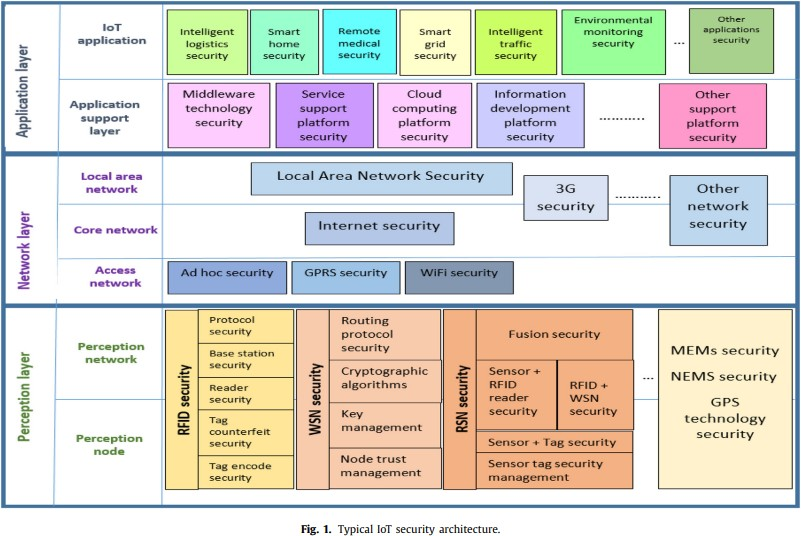 Application layer
IoT
application
Intelligent
logistics
security
Smart
home
security
Remote
medical
security
Smart
grid
security
Intelligent
traffic
security
Environmental
monitoring
security
...
Other
applications
security
Application
support
layer
Middleware
technology
security
Service
support
platform
security
Cloud
computing
platform
security
Information
development
platform
security
............
Other
support
platform
security
Network layer
Local area
network
Local Area Network Security
3G
security
............
Other
network
security
Core network
Internet security
Access
network
Ad hoc security
GPRS security
WiFi security
Perception layer
Perception
network
Perception
node
RFID security
Protocol
security
Base station
security
Reader
security
Tag
counterfeit
security
Tag encode
security
WSN security
Routing
protocol
security
Cryptographic
algorithms
Key
management
Node trust
management
RSN security
Fusion security
Sensor +
RFID
reader
security
RFID +
WSN
security
Sensor + Tag security
Sensor tag security
management
...
MEMs security
NEMS security
GPS
technology
security
Fig. 1. Typical IoT security architecture.